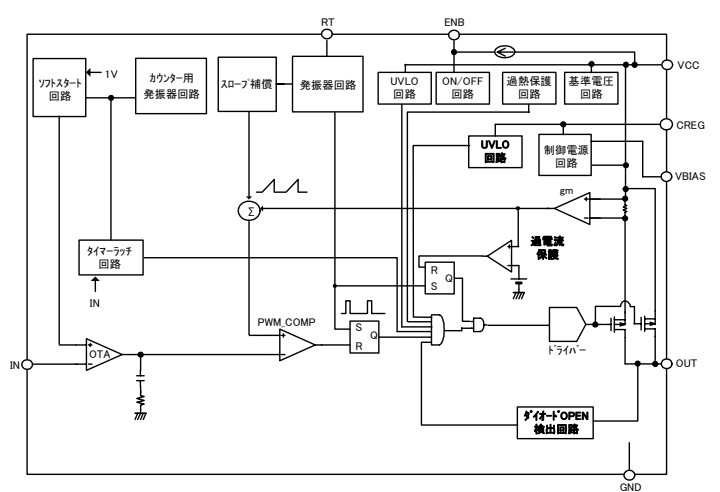 RT
ENB
ｿﾌﾄｽﾀｰﾄ
回路
1V
ｶｳﾝﾀｰ用
発振器回路
ｽﾛｰﾌﾟ補償
発振器回路
UVLO
回路
ON/OFF
回路
過熱保護
回路
基準電圧
回路
VCC
CREG
UVLO
回路
制御電源
回路
VBIAS
gm
Σ
ﾀｲﾏｰﾗｯﾁ
回路
IN
過電流
保護
R
S
Q
PWM_COMP
+
-
S
R
Q
ﾄﾞﾗｲﾊﾞｰ
IN
+
-
OTA
OUT
ﾀﾞｲｵｰﾄﾞOPEN
検出回路
GND